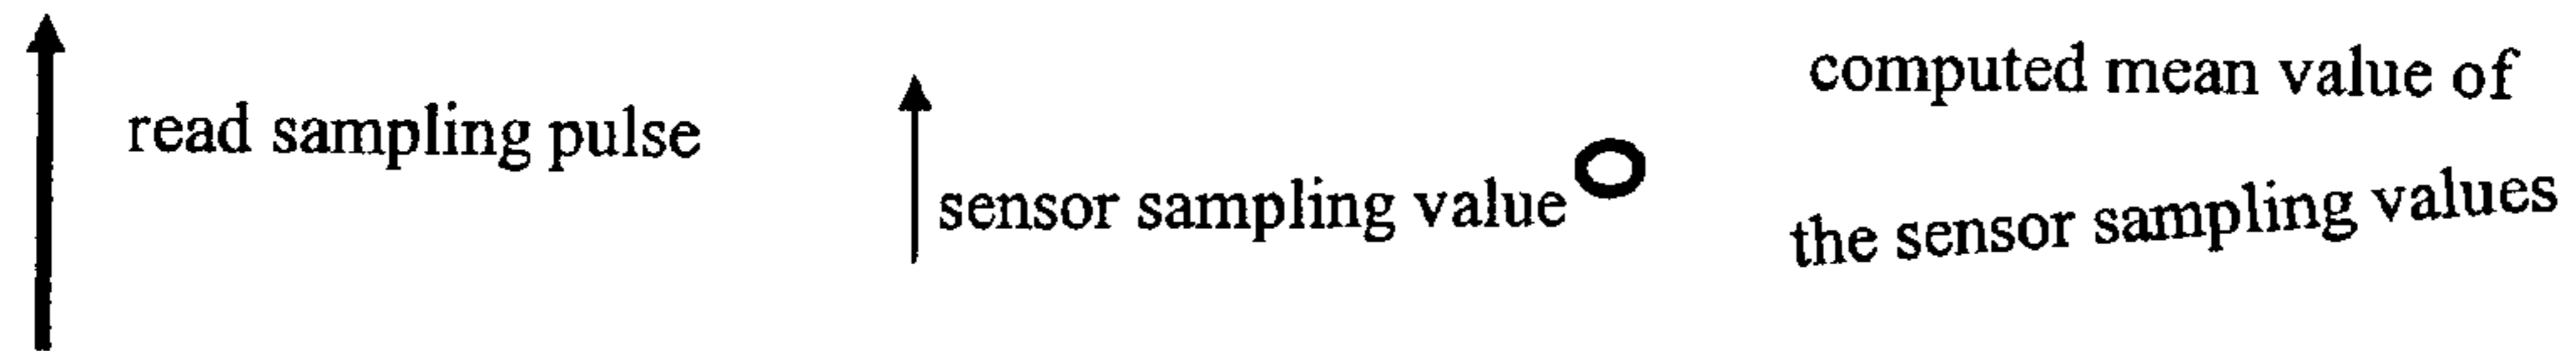 read sampling pulse
sensor sampling value
computed mean value of
the sensor sampling values